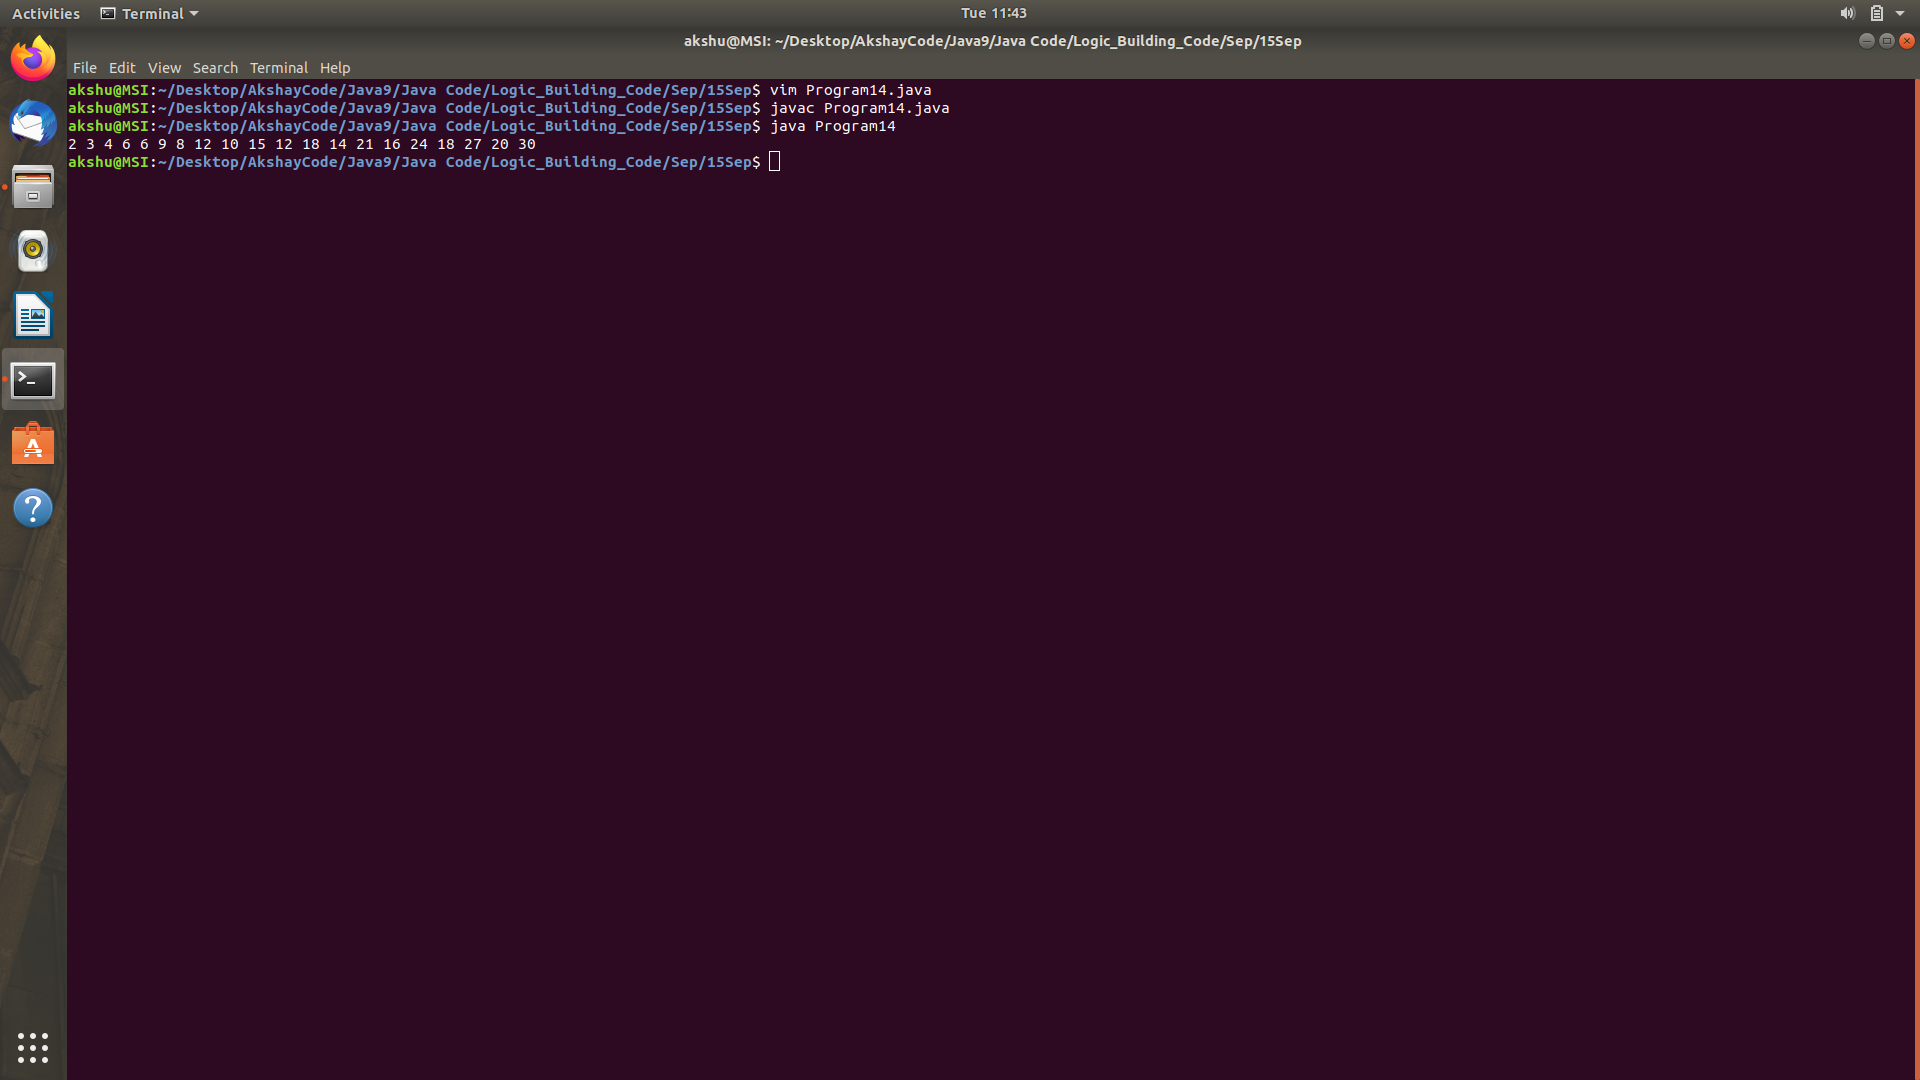 Activities Terminal Tue 11:43
akshu@MSI: ~/Desktop/AkshayCode/Java9/Java Code/Logic_Building_Code/Sep/15Sep
File Edit View Search Terminal Help
akshu@MSI:~/Desktop/AkshayCode/Java9/Java Code/Logic_Building_Code/Sep/15Sep$ vim Program14.java
akshu@MSI:~/Desktop/AkshayCode/Java9/Java Code/Logic_Building_Code/Sep/15Sep$ javac Program14.java
akshu@MSI:~/Desktop/AkshayCode/Java9/Java Code/Logic_Building_Code/Sep/15Sep$ java Program14
2 3 4 6 6 9 8 12 10 15 12 18 14 21 16 24 18 27 20 30
akshu@MSI:~/Desktop/AkshayCode/Java9/Java Code/Logic_Building_Code/Sep/15Sep$